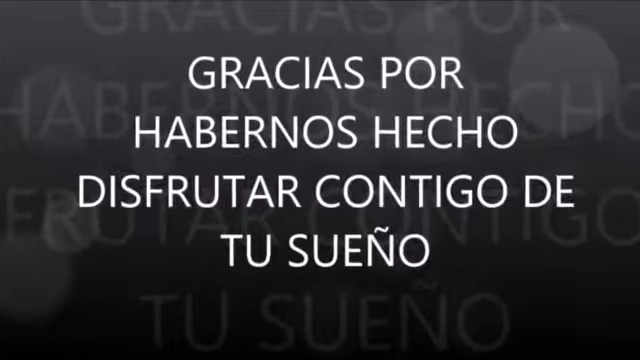 GRACIAS POR
HABERNOS HECHO
DISFRUTAR CONTIGO DE
TU SUEÑO